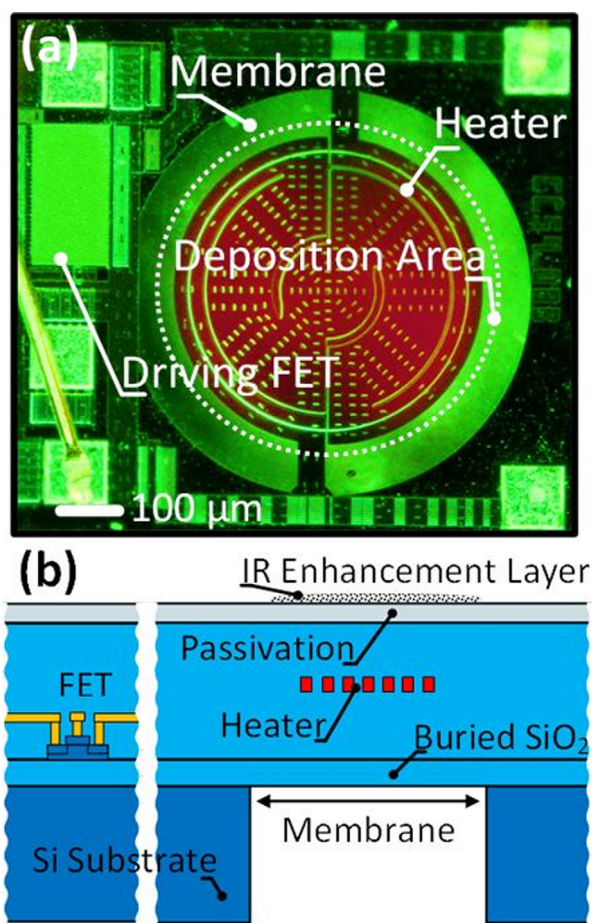 (a)
Membrane
Heater
Deposition Area
Driving FET
100 μm
(b)
IR Enhancement Layer
Passivation
FET
Heater
Buried SiO₂
Membrane
Si Substrate